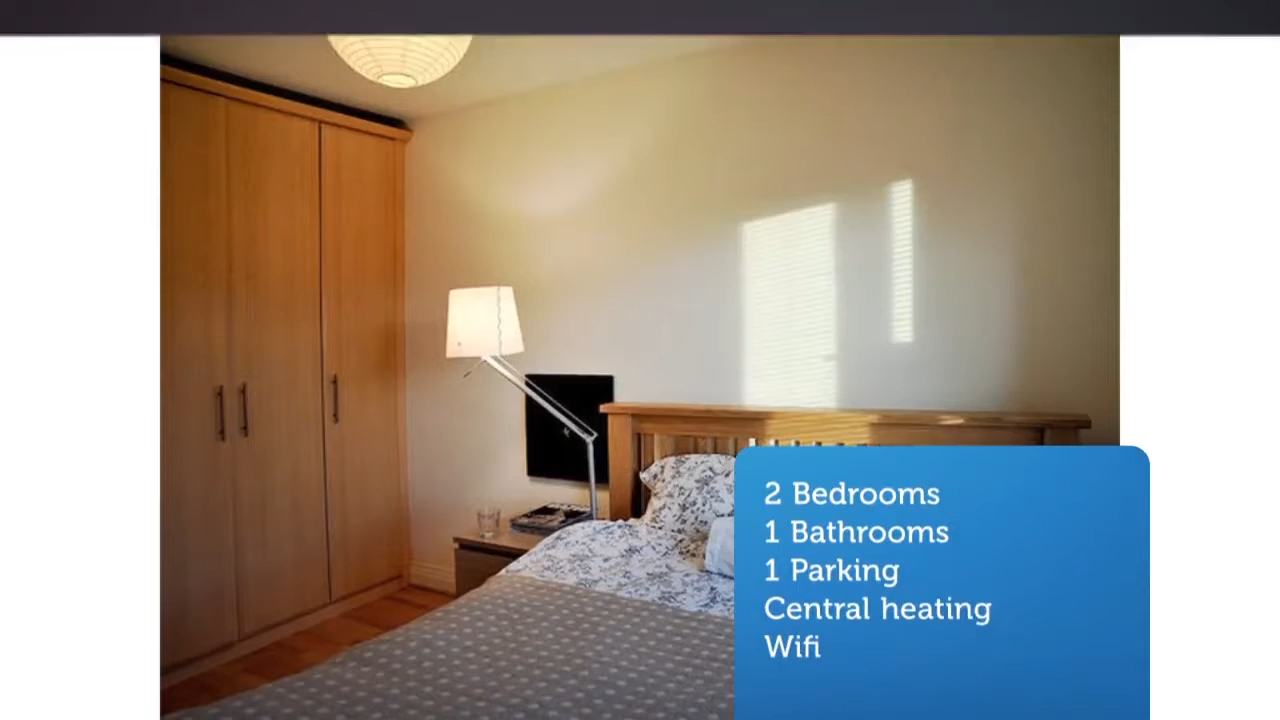 2 Bedrooms
1 Bathrooms
1 Parking
Central heating
Wifi